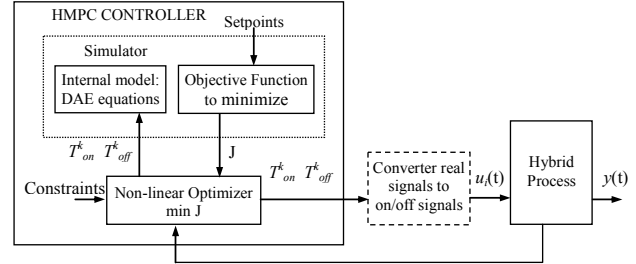 HMPC CONTROLLER
Setpoints
Simulator
Internal model:
DAE equations
Objective Function
to minimize
T^k_on T^k_off
J
Constraints
Non-linear Optimizer
min J
T^k_on T^k_off
Converter real
signals to
on/off signals
u_i(t)
Hybrid
Process
y(t)